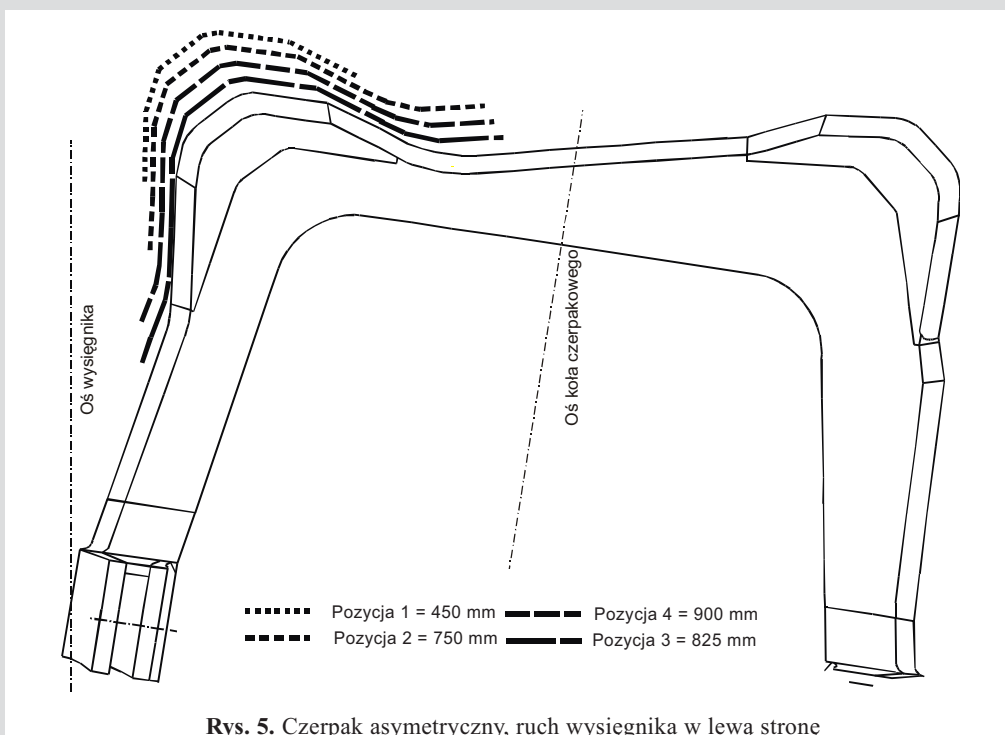 Oś wysięgnika
Oś koła czerpakowego
Pozycja 1 = 450 mm
Pozycja 4 = 900 mm
Pozycja 2 = 750 mm
Pozycja 3 = 825 mm
Rys. 5. Czerpak asymetryczny, ruch wysięgnika w lewą stronę